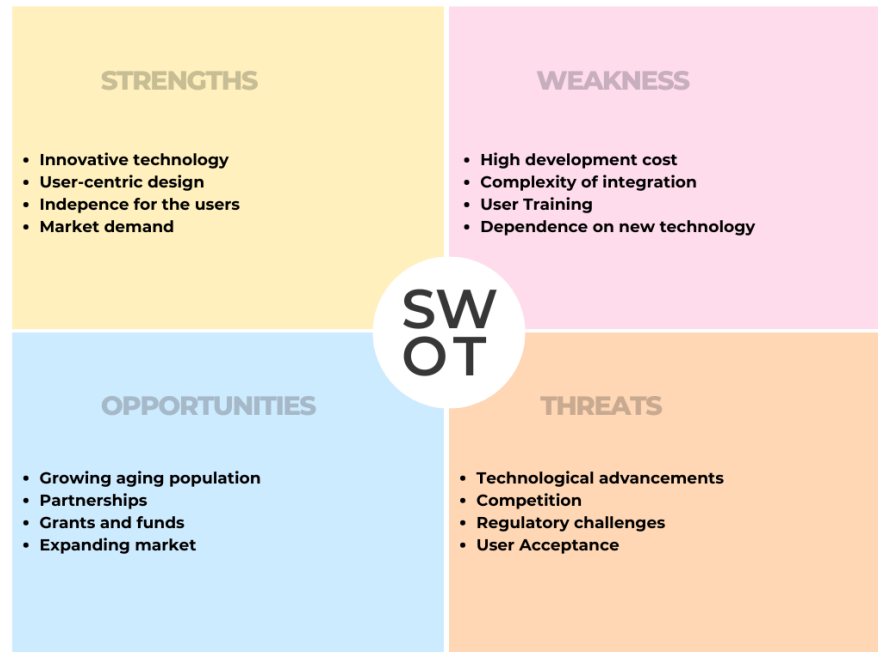 STRENGTHS
• Innovative technology
• User-centric design
• Indepence for the users
• Market demand
WEAKNESS
• High development cost
• Complexity of integration
• User Training
• Dependence on new technology
SW
OT
OPPORTUNITIES
• Growing aging population
• Partnerships
• Grants and funds
• Expanding market
THREATS
• Technological advancements
• Competition
• Regulatory challenges
• User Acceptance